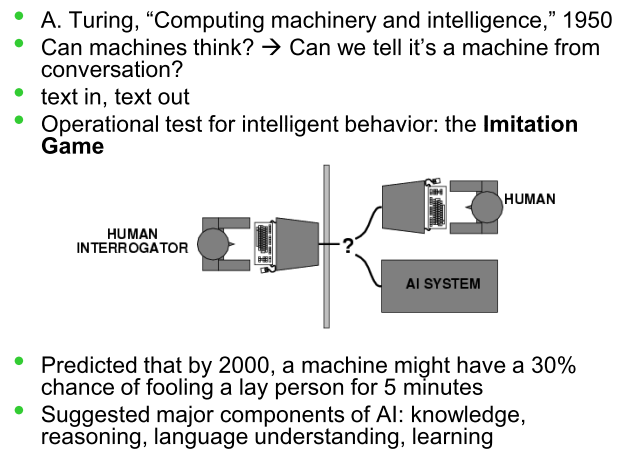 A. Turing, “Computing machinery and intelligence,” 1950
Can machines think? → Can we tell it’s a machine from
conversation?
text in, text out
Operational test for intelligent behavior: the Imitation
Game
HUMAN
HUMAN
INTERROGATOR
?
AI SYSTEM
Predicted that by 2000, a machine might have a 30%
chance of fooling a lay person for 5 minutes
Suggested major components of AI: knowledge,
reasoning, language understanding, learning